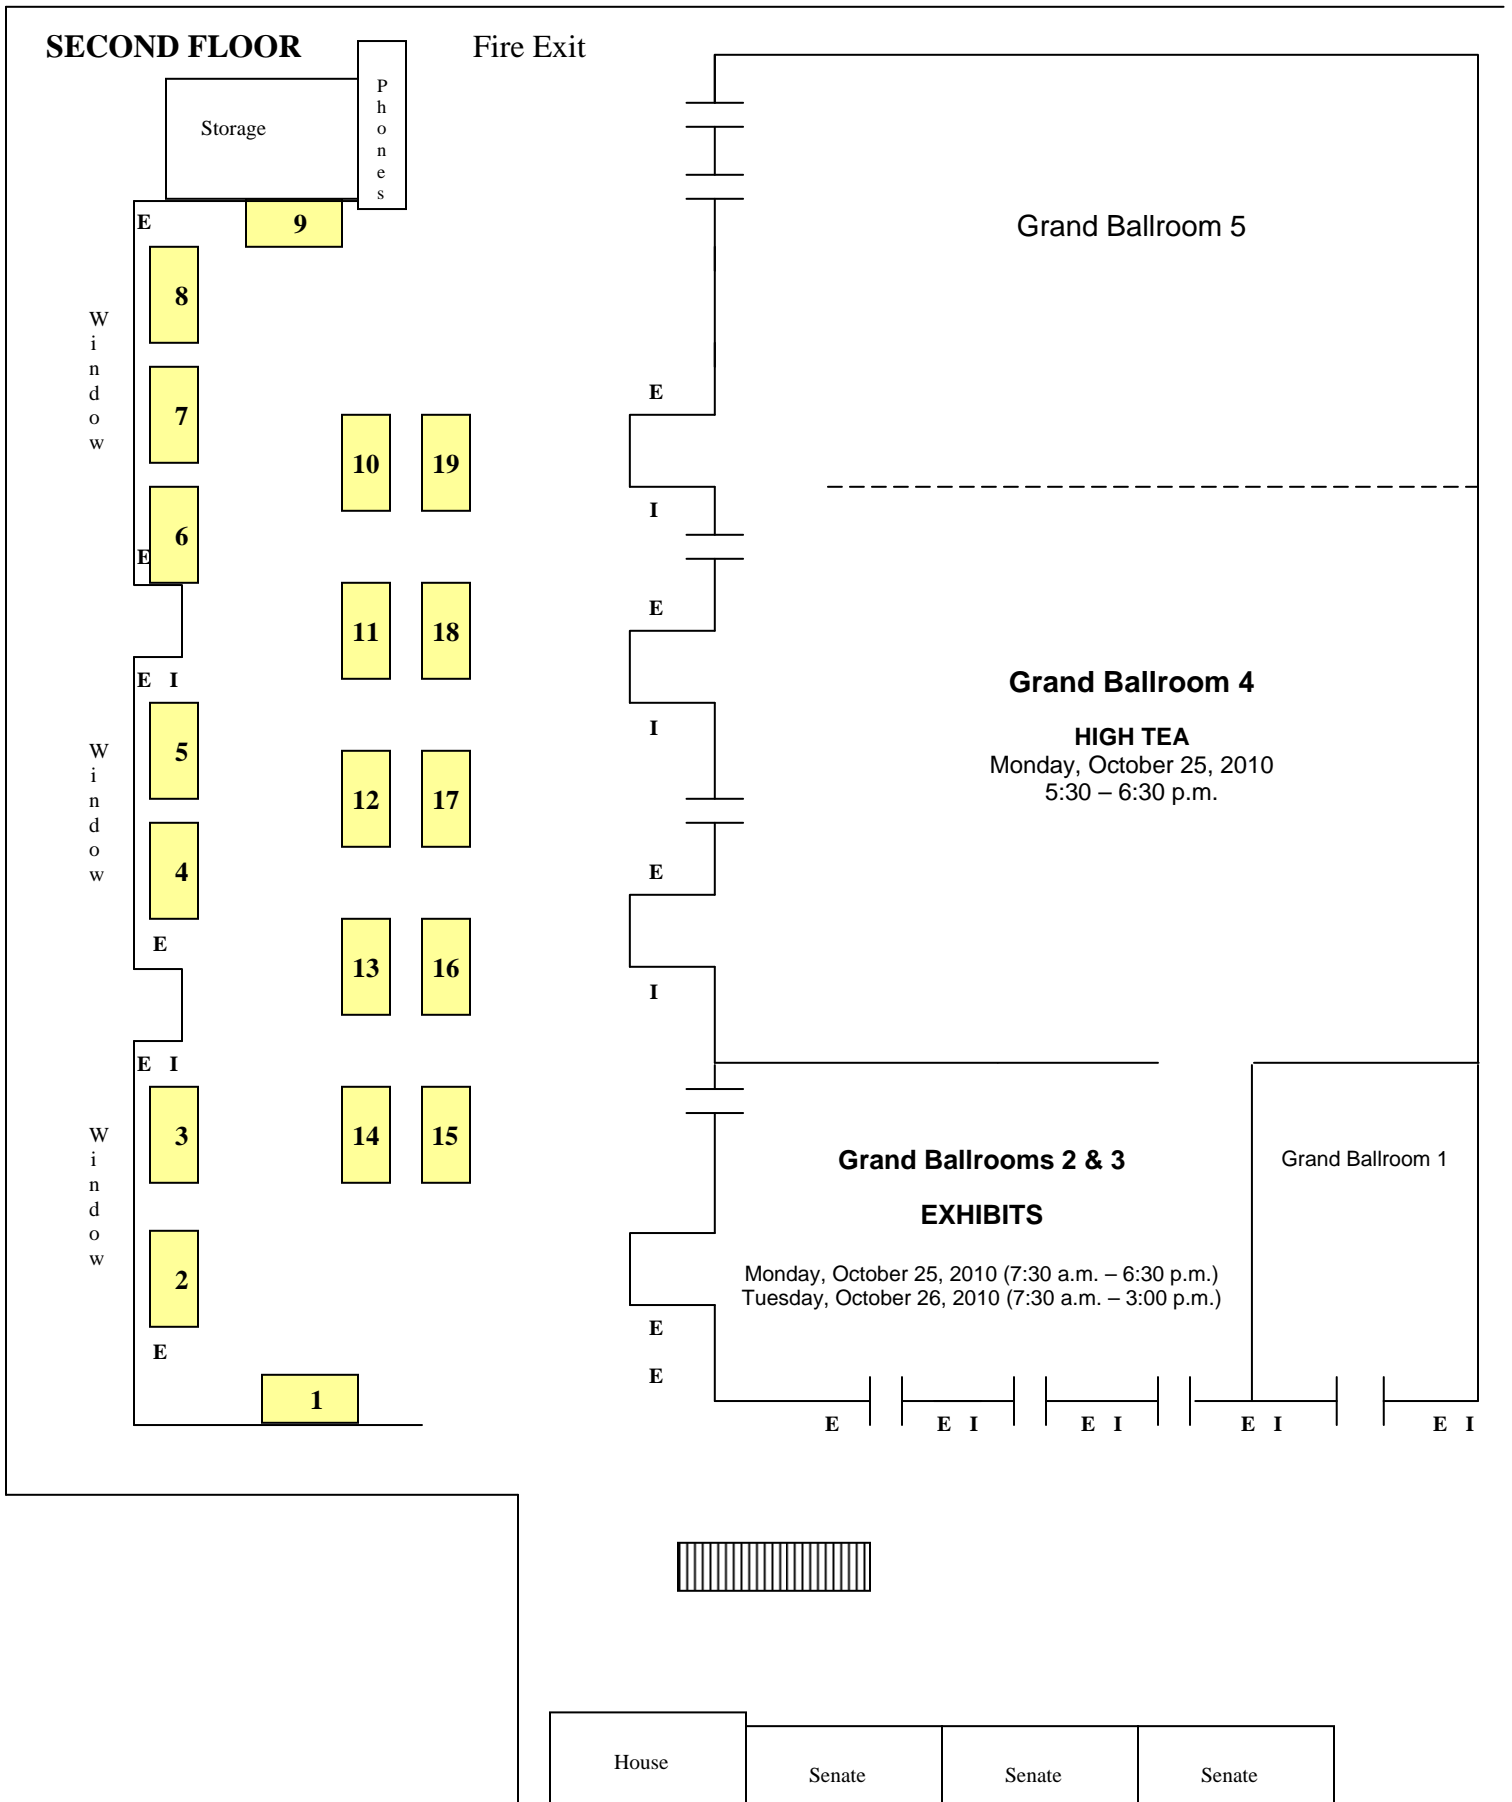 SECOND FLOOR
Fire Exit
Phones
Storage
E
9
Grand Ballroom 5
8
Window
E
7
10
19
6
I
E
E
11
18
E I
Grand Ballroom 4
5
I
HIGH TEA
Window
Monday, October 25, 2010
12
17
5:30 – 6:30 p.m.
4
E
E
13
16
I
E I
3
14
15
Window
Grand Ballrooms 2 & 3
Grand Ballroom 1
EXHIBITS
2
Monday, October 25, 2010 (7:30 a.m. – 6:30 p.m.)
Tuesday, October 26, 2010 (7:30 a.m. – 3:00 p.m.)
E
E
E
1
E
E I
E I
E I
E I
House
Senate
Senate
Senate